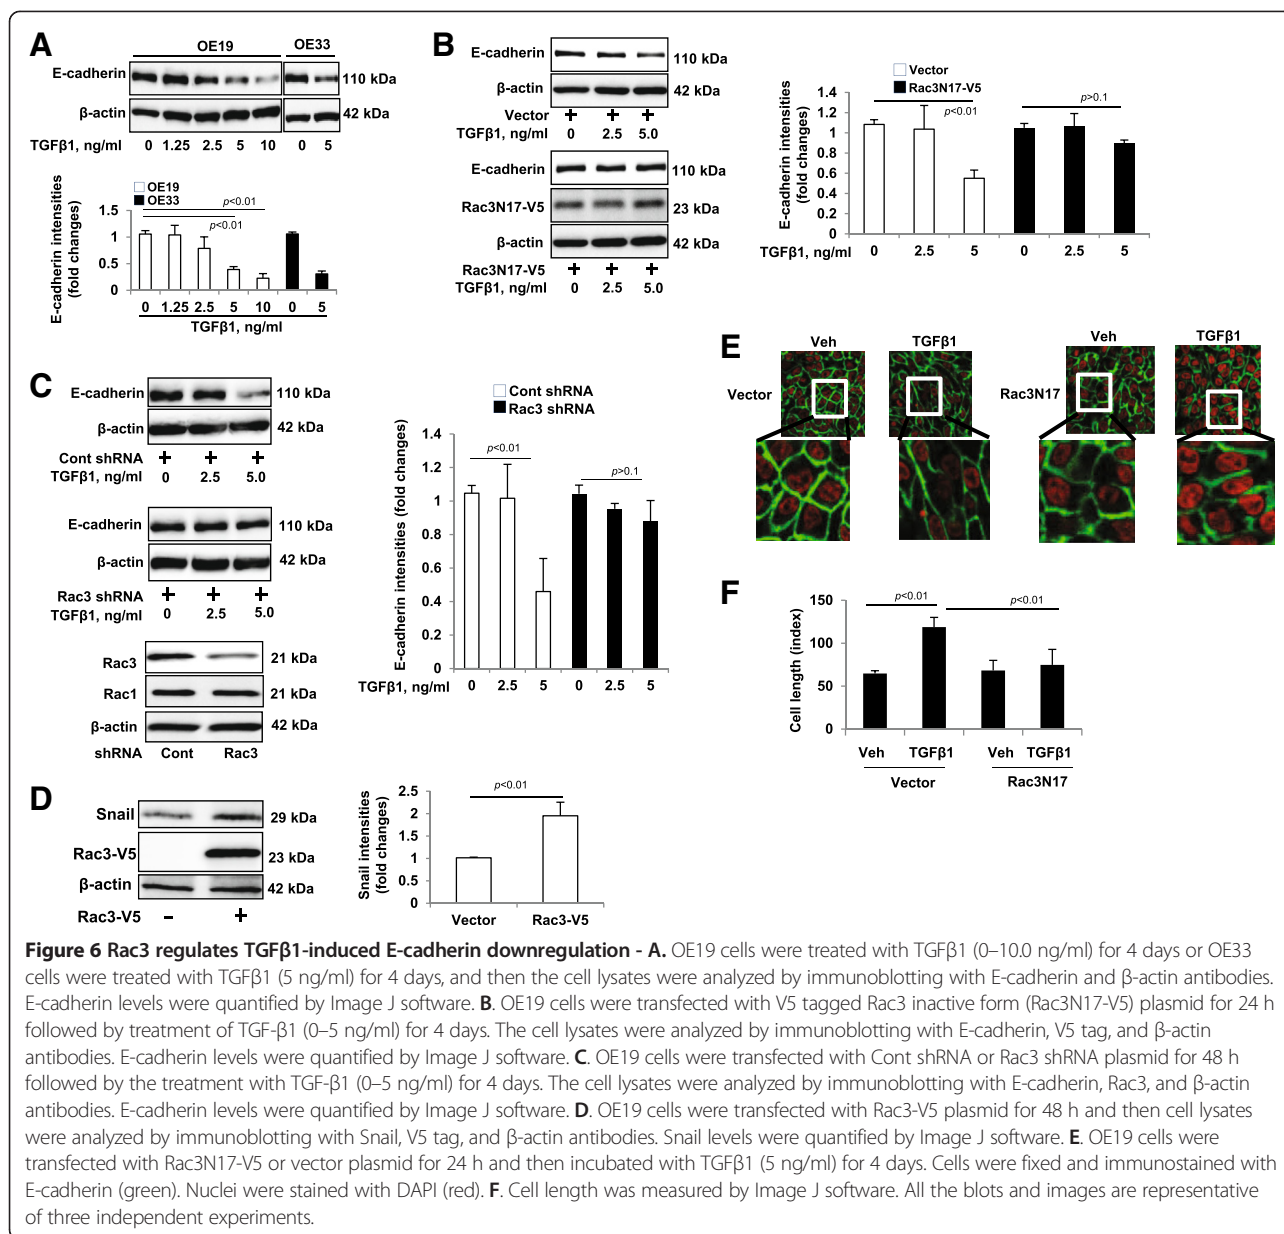 A
OE19 OE33
E-cadherin 110 kDa
β-actin 42 kDa
TGFβ1, ng/ml 0 1.25 2.5 5 10 0 5
OE19
OE33
E-cadherin intensities
(fold changes)
1.5
1
0.5
0
p<0.01
p<0.01
0 1.25 2.5 5 10 0 5
TGFβ1, ng/ml
B
E-cadherin 110 kDa
β-actin 42 kDa
Vector + + +
TGFβ1, ng/ml 0 2.5 5.0
E-cadherin 110 kDa
Rac3N17-V5 23 kDa
β-actin 42 kDa
Rac3N17-V5 + + +
TGFβ1, ng/ml 0 2.5 5.0
Vector
Rac3N17-V5
E-cadherin intensities
(fold changes)
1.4
1.2
1
0.8
0.6
0.4
0.2
0
p<0.01
p>0.1
TGFβ1, ng/ml 0 2.5 5 0 2.5 5
C
E-cadherin 110 kDa
β-actin 42 kDa
Cont shRNA + + +
TGFβ1, ng/ml 0 2.5 5.0
E-cadherin 110 kDa
β-actin 42 kDa
Rac3 shRNA + + +
TGFβ1, ng/ml 0 2.5 5.0
Rac3 21 kDa
Rac1 21 kDa
β-actin 42 kDa
shRNA Cont Rac3
Cont shRNA
Rac3 shRNA
E-cadherin intensities (fold changes)
1.4
1.2
1
0.8
0.6
0.4
0.2
0
p<0.01
p>0.1
TGFβ1, ng/ml 0 2.5 5 0 2.5 5
D
Snail 29 kDa
Rac3-V5 23 kDa
β-actin 42 kDa
Rac3-V5 – +
Snail intensities
(fold changes)
2.5
2
1.5
1
0.5
0
p<0.01
Vector Rac3-V5
E
Veh TGFβ1 Veh TGFβ1
Vector Rac3N17
F
Cell length (index)
150
100
50
0
p<0.01
p<0.01
Veh TGFβ1 Veh TGFβ1
Vector Rac3N17
Figure 6 Rac3 regulates TGFβ1-induced E-cadherin downregulation - A. OE19 cells were treated with TGFβ1 (0–10.0 ng/ml) for 4 days or OE33
cells were treated with TGFβ1 (5 ng/ml) for 4 days, and then the cell lysates were analyzed by immunoblotting with E-cadherin and β-actin antibodies.
E-cadherin levels were quantified by Image J software. B. OE19 cells were transfected with V5 tagged Rac3 inactive form (Rac3N17-V5) plasmid for 24 h
followed by treatment of TGF-β1 (0–5 ng/ml) for 4 days. The cell lysates were analyzed by immunoblotting with E-cadherin, V5 tag, and β-actin
antibodies. E-cadherin levels were quantified by Image J software. C. OE19 cells were transfected with Cont shRNA or Rac3 shRNA plasmid for 48 h
followed by the treatment with TGF-β1 (0–5 ng/ml) for 4 days. The cell lysates were analyzed by immunoblotting with E-cadherin, Rac3, and β-actin
antibodies. E-cadherin levels were quantified by Image J software. D. OE19 cells were transfected with Rac3-V5 plasmid for 48 h and then cell lysates
were analyzed by immunoblotting with Snail, V5 tag, and β-actin antibodies. Snail levels were quantified by Image J software. E. OE19 cells were
transfected with Rac3N17-V5 or vector plasmid for 24 h and then incubated with TGFβ1 (5 ng/ml) for 4 days. Cells were fixed and immunostained with
E-cadherin (green). Nuclei were stained with DAPI (red). F. Cell length was measured by Image J software. All the blots and images are representative
of three independent experiments.